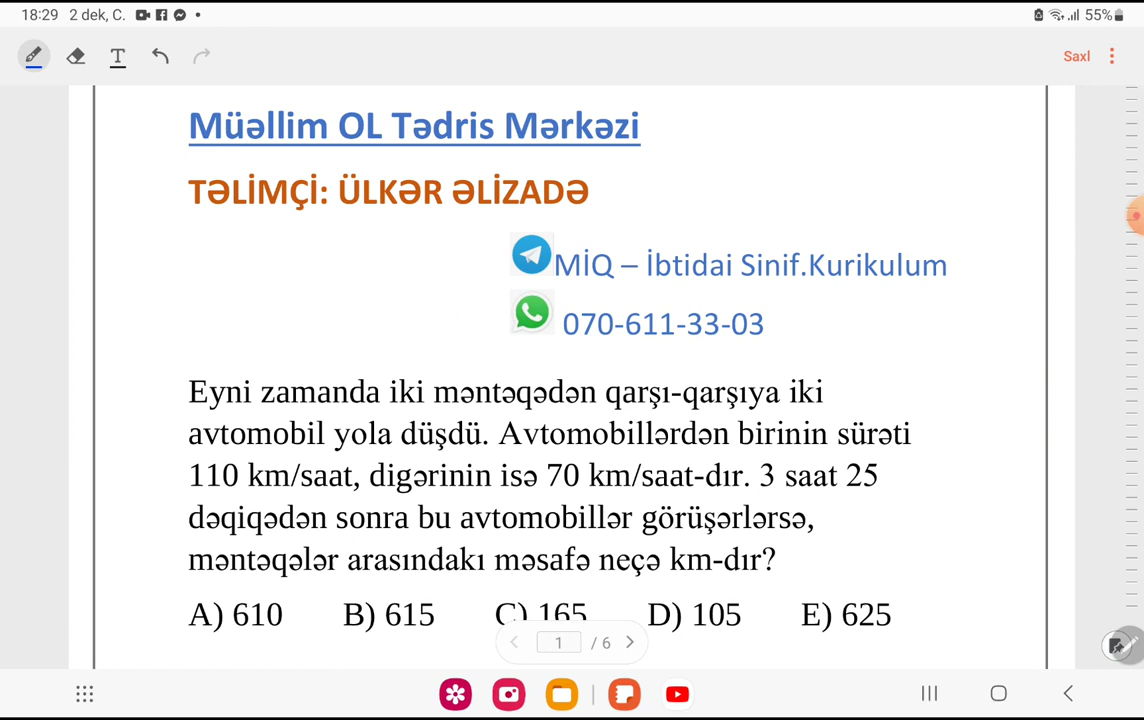 18:29 2 dek, C. •
55%
T
Saxl
Müəllim OL Tədris Mərkəzi
TƏLİMÇİ: ÜLKƏR ƏLİZADƏ
MİQ – İbtidai Sinif.Kurikulum
070-611-33-03
Eyni zamanda iki məntəqədən qarşı-qarşıya iki
avtomobil yola düşdü. Avtomobillərdən birinin sürəti
110 km/saat, digərinin isə 70 km/saat-dır. 3 saat 25
dəqiqədən sonra bu avtomobillər görüşərlərsə,
məntəqələr arasındakı məsafə neçə km-dır?
A) 610 B) 615 C) 165 D) 105 E) 625
1 / 6